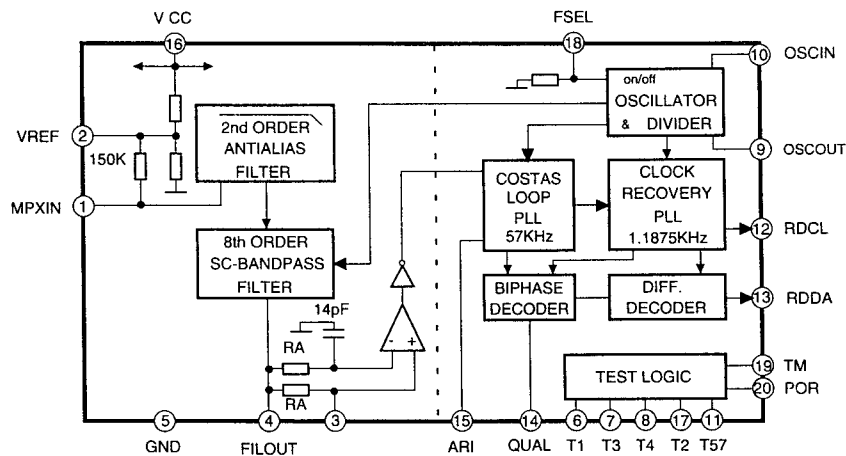 V CC
16
FSEL
18
10
OSCIN
on/off
OSCILLATOR
& DIVIDER
VREF
2
150K
2nd ORDER
ANTIALIAS
FILTER
9
OSCOUT
MPXIN
1
COSTAS
LOOP
PLL
57KHz
CLOCK
RECOVERY
PLL
1.1875KHz
12
RDCL
8th ORDER
SC-BANDPASS
FILTER
BIPHASE
DECODER
DIFF.
DECODER
13
RDDA
14pF
RA
- +
RA
TEST LOGIC
19
TM
20
POR
5
4
3
15
14
6
7
8
17
11
GND
FILOUT
ARI
QUAL
T1
T3
T4
T2
T57